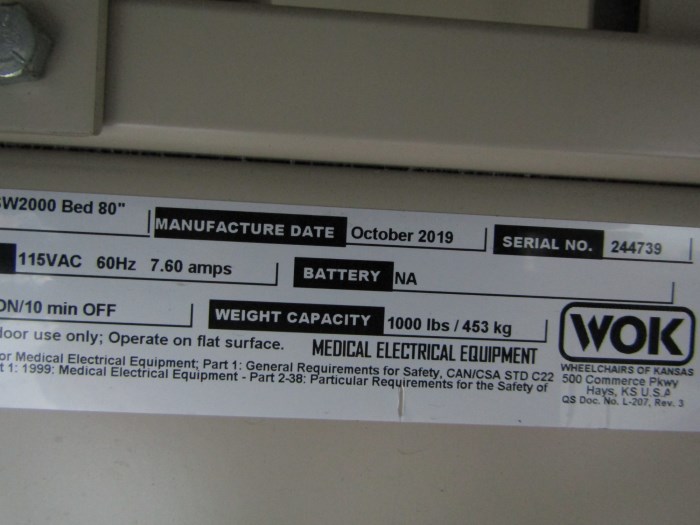 SW2000 Bed 80"
MANUFACTURE DATE October 2019
SERIAL NO. 244739
115VAC 60Hz 7.60 amps
BATTERY NA
ON/10 min OFF
WEIGHT CAPACITY 1000 lbs / 453 kg
WOK
door use only; Operate on flat surface.
MEDICAL ELECTRICAL EQUIPMENT
WHEELCHAIRS OF KANSAS
500 Commerce Pkwy
Hays, KS U.S.A
QS Doc. No. L-207, Rev. 3
or Medical Electrical Equipment; Part 1: General Requirements for Safety, CAN/CSA STD C22
t 1: 1999: Medical Electrical Equipment - Part 2-38: Particular Requirements for the Safety of